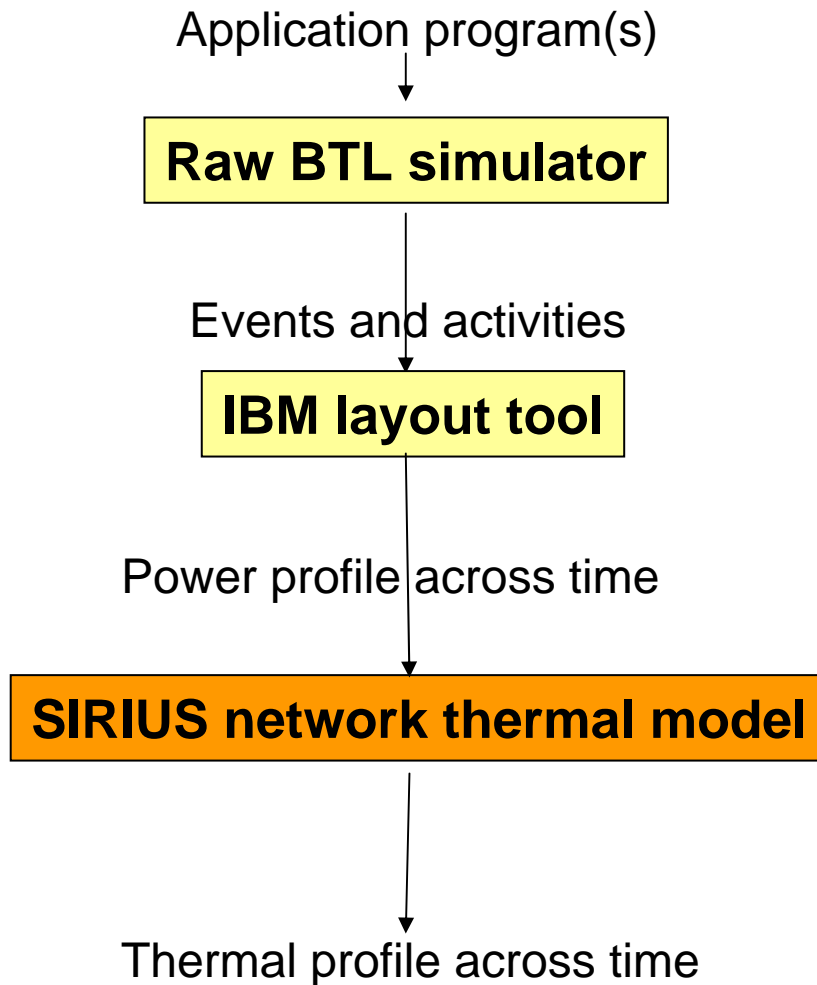 Application program(s)
Raw BTL simulator
Events and activities
IBM layout tool
Power profile across time
SIRIUS network thermal model
Thermal profile across time